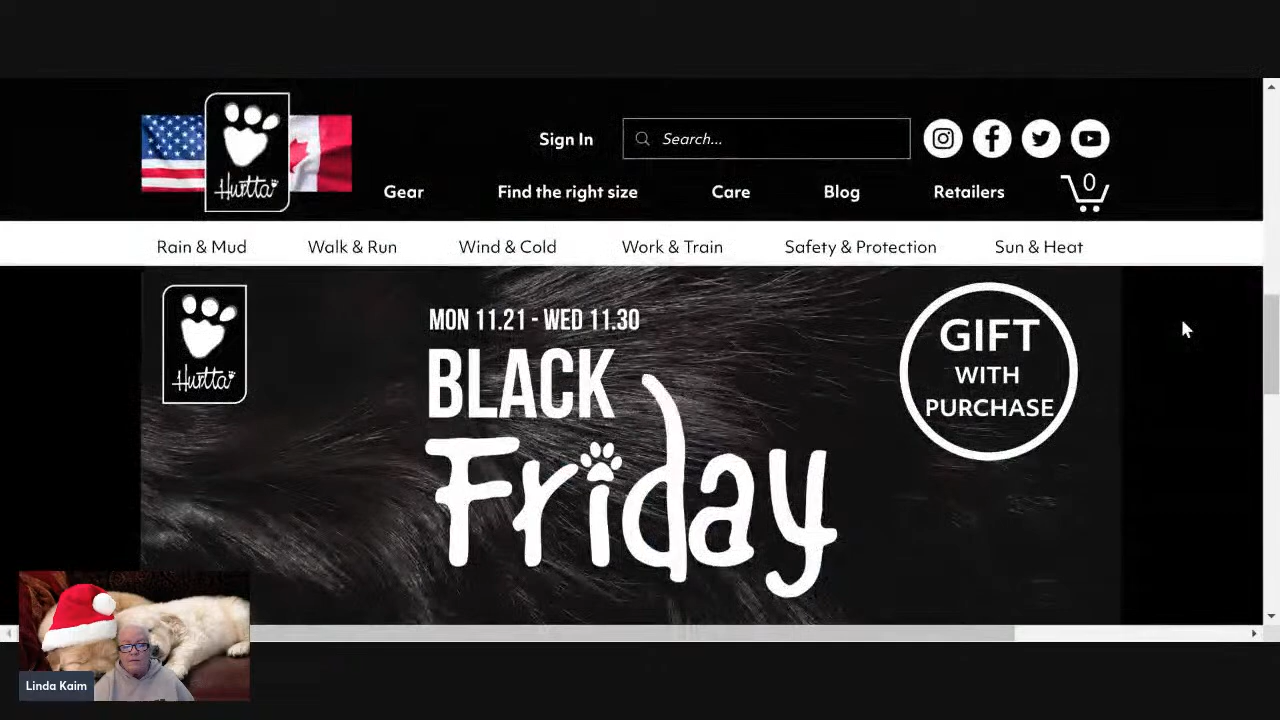 Hurtta
Sign In
Search...
Gear
Find the right size
Care
Blog
Retailers
0
Rain & Mud
Walk & Run
Wind & Cold
Work & Train
Safety & Protection
Sun & Heat
Hurtta
MON 11.21 - WED 11.30
BLACK
Friday
GIFT
WITH
PURCHASE
Linda Kaim